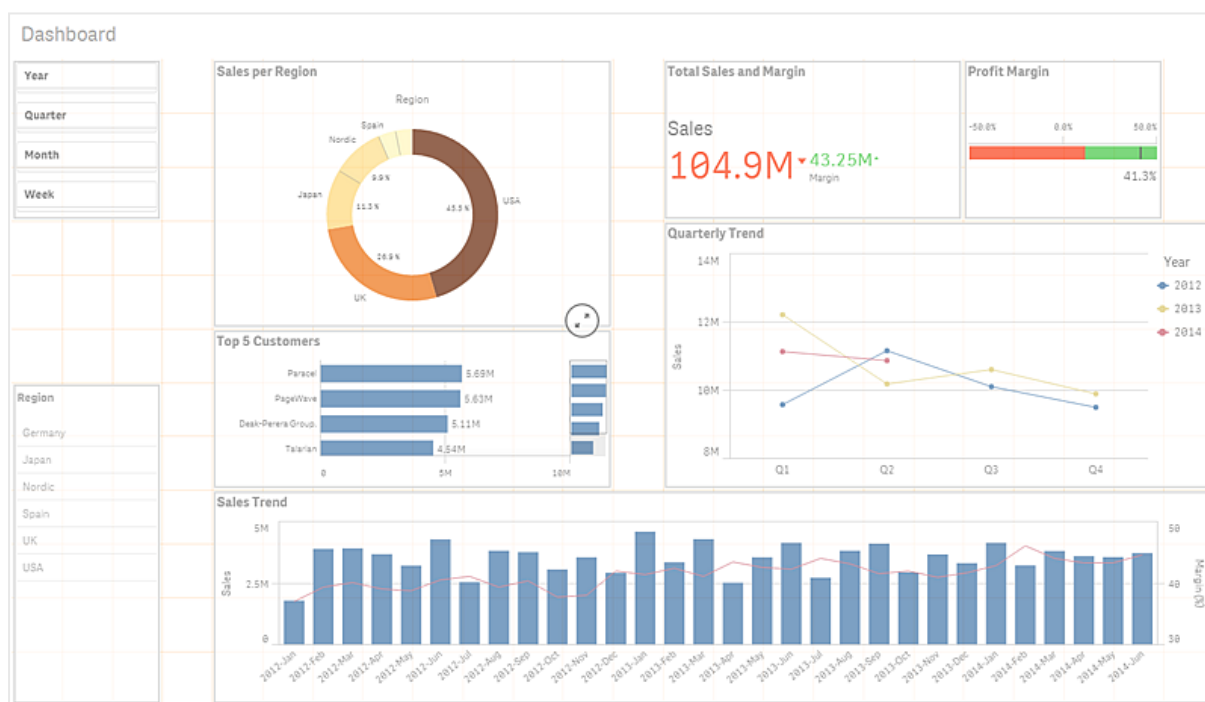 Dashboard
Year
Quarter
Month
Week
Region
Germany
Japan
Nordic
Spain
UK
USA
Sales per Region
Region
Spain
Nordic
Japan
UK
USA
9.9%
11.3%
26.9%
45.5%
Top 5 Customers
Paracel
5.69M
PageWave
5.63M
Desk-Perera Group.
5.11M
Talarian
4.54M
0 5M 10M
Total Sales and Margin
Sales
104.9M
43.25M
Margin
Profit Margin
-50.0% 0.0% 50.0%
41.3%
Quarterly Trend
14M
12M
10M
8M
Sales
Q1 Q2 Q3 Q4
Year
2012
2013
2014
Sales Trend
5M
2.5M
0
Sales
50
40
30
Margin (%)
2012-Jan 2012-Feb 2012-Mar 2012-Apr 2012-May 2012-Jun 2012-Jul 2012-Aug 2012-Sep 2012-Oct 2012-Nov 2012-Dec 2013-Jan 2013-Feb 2013-Mar 2013-Apr 2013-May 2013-Jun 2013-Jul 2013-Aug 2013-Sep 2013-Oct 2013-Nov 2013-Dec 2014-Jan 2014-Feb 2014-Mar 2014-Apr 2014-May 2014-Jun